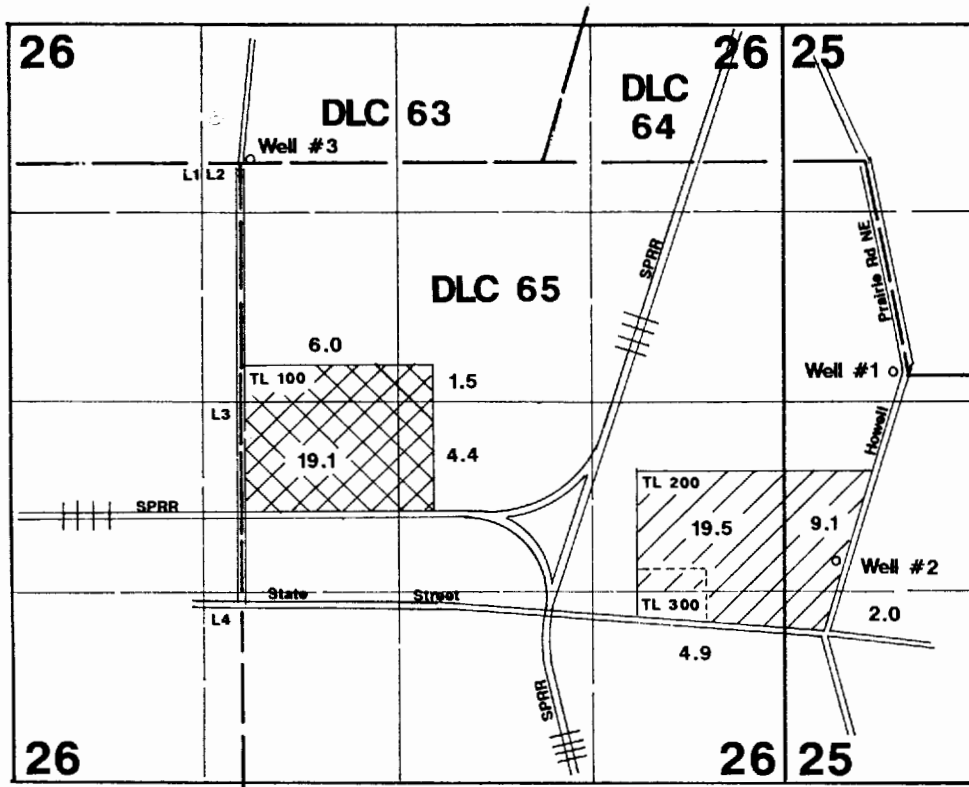 26
26
25
DLC 63
DLC
64
Well #3
L1 L2
SPRR
Prairie Rd NE
DLC 65
6.0
Well #1
TL 100
1.5
L3
Howell
19.1
4.4
TL 200
SPRR
19.5
9.1
Well #2
State
Street
TL 300
2.0
L4
4.9
SPRR
26
26
25